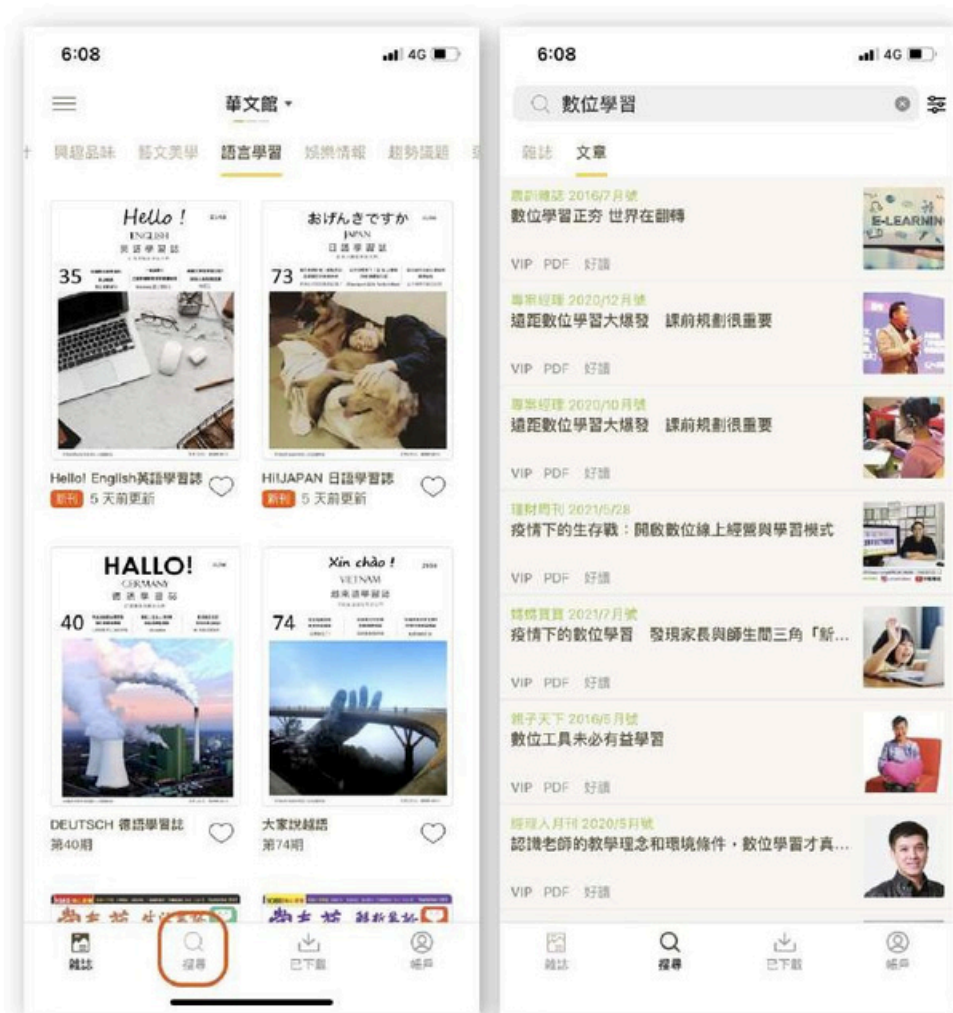 6:08
4G
華文館
興趣品味 藝文美學 語言學習 娛樂情報 趨勢議題
Hello !
ENGLISH
英語學習誌
35
おげんきですか
JAPAN
日語學習誌
73
Hello! English英語學習誌
新刊 5 天前更新
Hi!JAPAN 日語學習誌
新刊 5 天前更新
HALLO!
GERMANY
德語學習誌
40
Xin chào !
VIETNAM
越南語學習誌
74
DEUTSCH 德語學習誌
第40期
大家說越語
第74期
雜誌
搜尋
已下載
帳戶
6:08
4G
數位學習
雜誌 文章
農訓雜誌 2016/7月號
數位學習正夯 世界在翻轉
E-LEARNING
VIP PDF 好讀
專案經理 2020/12月號
遠距數位學習大爆發 課前規劃很重要
VIP PDF 好讀
專案經理 2020/10月號
遠距數位學習大爆發 課前規劃很重要
VIP PDF 好讀
理財周刊 2021/5/28
疫情下的生存戰：開啟數位線上經營與學習模式
VIP PDF 好讀
媽媽寶寶 2021/7月號
疫情下的數位學習 發現家長與師生間三角「新...
VIP PDF 好讀
親子天下 2016/5月號
數位工具未必有益學習
VIP PDF 好讀
經理人月刊 2020/5月號
認識老師的教學理念和環境條件，數位學習才真...
VIP PDF 好讀
雜誌
搜尋
已下載
帳戶